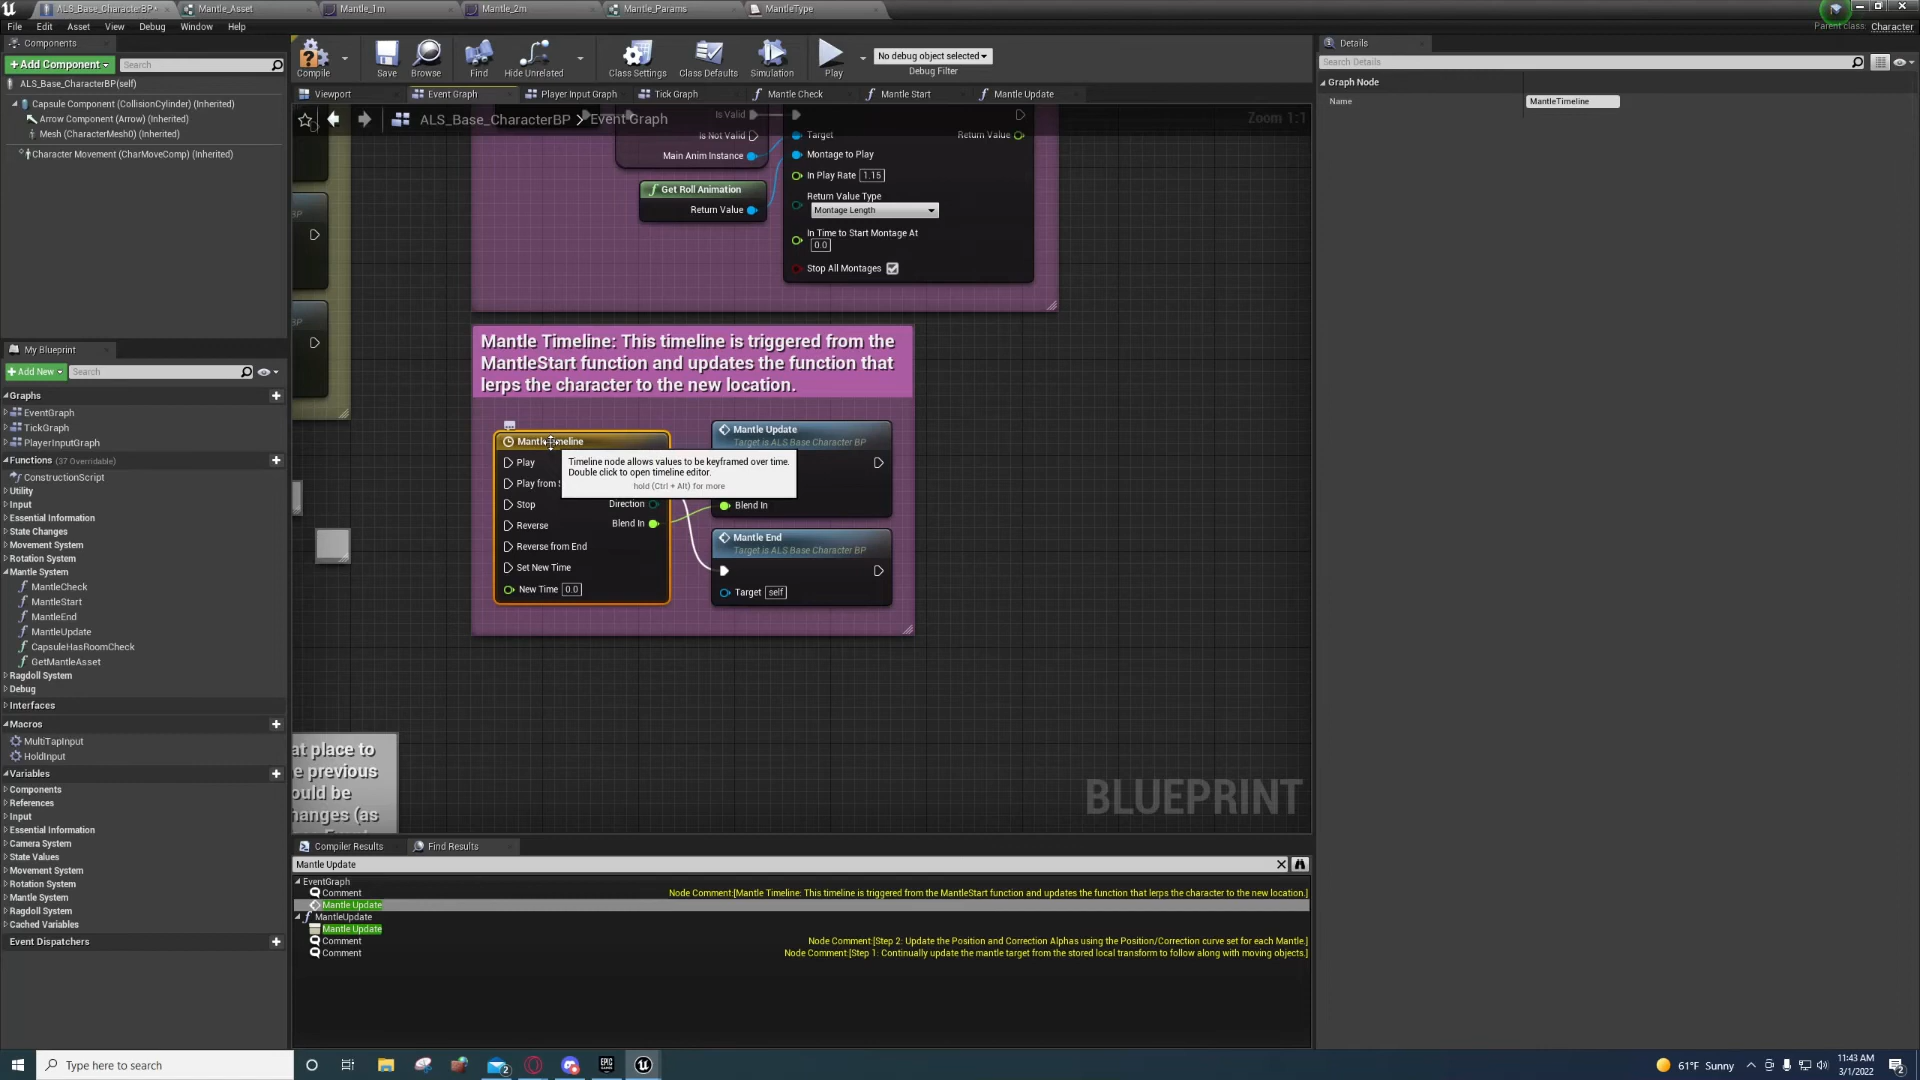 ALS_Base_CharacterBP*
Mantle_Asset
Mantle_1m
Mantle_2m
Mantle_Params
MantleType
File Edit Asset View Debug Window Help
Parent class: Character
Components
+Add Component
Search
ALS_Base_CharacterBP(self)
Capsule Component (CollisionCylinder) (Inherited)
Arrow Component (Arrow) (Inherited)
Mesh (CharacterMesh0) (Inherited)
Character Movement (CharMoveComp) (Inherited)
Compile
Save
Browse
Find
Hide Unrelated
Class Settings
Class Defaults
Simulation
Play
No debug object selected
Debug Filter
Viewport
Event Graph
Player Input Graph
Tick Graph
Mantle Check
Mantle Start
Mantle Update
ALS_Base_CharacterBP > Event Graph
Zoom 1:1
Is Valid
Is Not Valid
Main Anim Instance
Get Roll Animation
Return Value
Target
Return Value
Montage to Play
In Play Rate 1.15
Return Value Type
Montage Length
In Time to Start Montage At
0.0
Stop All Montages
BP
BP
Mantle Timeline: This timeline is triggered from the
MantleStart function and updates the function that
lerps the character to the new location.
Play
Stop
Reverse
Reverse from End
Set New Time
New Time 0.0
Direction
Blend In
Timeline node allows values to be keyframed over time.
Double click to open timeline editor.
hold (Ctrl + Alt) for more
Mantle Update
Target is ALS Base Character BP
Blend In
Mantle End
Target is ALS Base Character BP
Target self
at place to
e previous
ould be
hanges (as
BLUEPRINT
My Blueprint
+Add New
Search
Graphs
EventGraph
TickGraph
PlayerInputGraph
Functions (37 Overridable)
ConstructionScript
Utility
Input
Essential Information
State Changes
Movement System
Rotation System
Mantle System
MantleCheck
MantleStart
MantleEnd
MantleUpdate
CapsuleHasRoomCheck
GetMantleAsset
Ragdoll System
Debug
Interfaces
Macros
MultiTapInput
HoldInput
Variables
Components
References
Input
Essential Information
Camera System
State Values
Movement System
Rotation System
Mantle System
Ragdoll System
Cached Variables
Event Dispatchers
Compiler Results
Find Results
Mantle Update
EventGraph
Comment Node Comment:[Mantle Timeline: This timeline is triggered from the MantleStart function and updates the function that lerps the character to the new location.]
Mantle Update
MantleUpdate
Mantle Update
Comment Node Comment:[Step 2: Update the Position and Correction Alphas using the Position/Correction curve set for each Mantle.]
Comment Node Comment:[Step 1: Continually update the mantle target from the stored local transform to follow along with moving objects.]
Details
Search Details
Graph Node
Name MantleTimeline
Type here to search
EPIC
GAMES
2
61°F Sunny
11:43 AM
3/1/2022
2